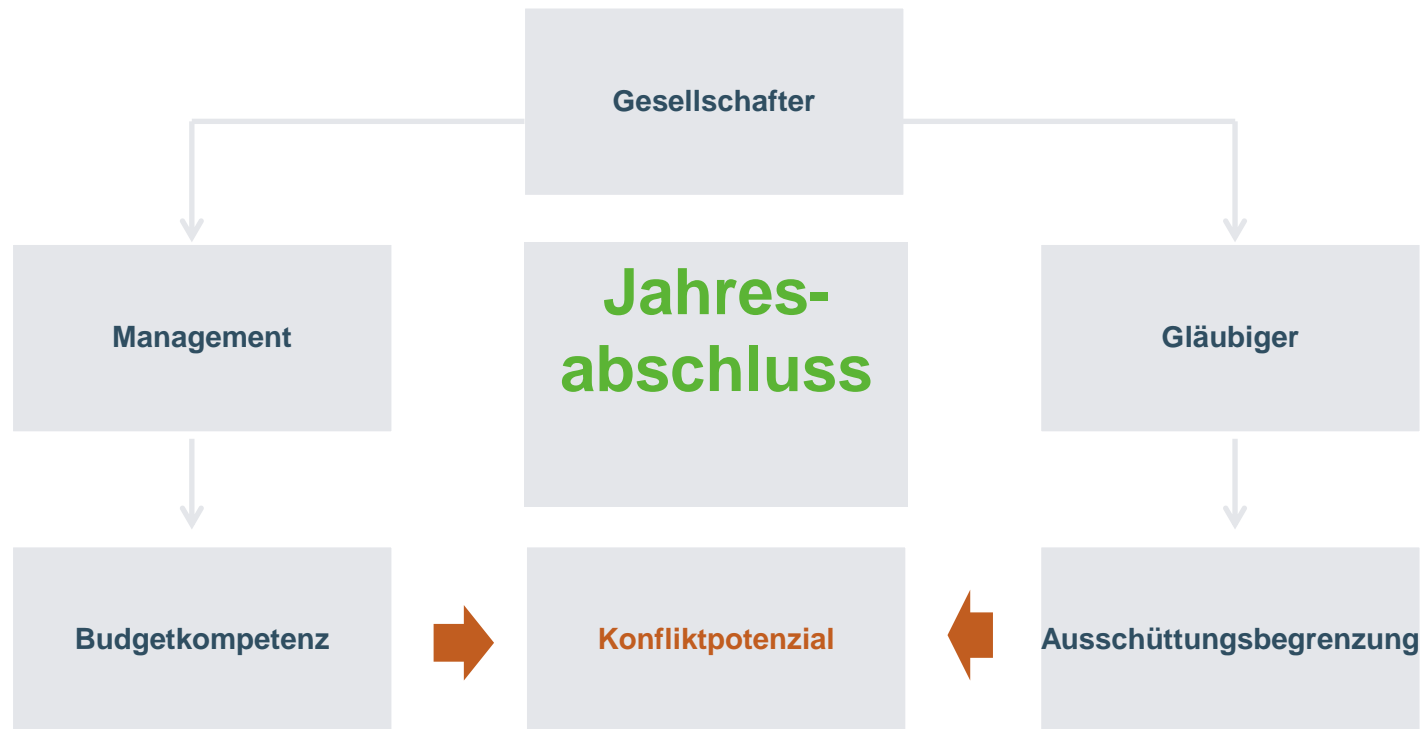 Gesellschafter
Management
Jahres-
abschluss
Gläubiger
Budgetkompetenz
Konfliktpotenzial
Ausschüttungsbegrenzung